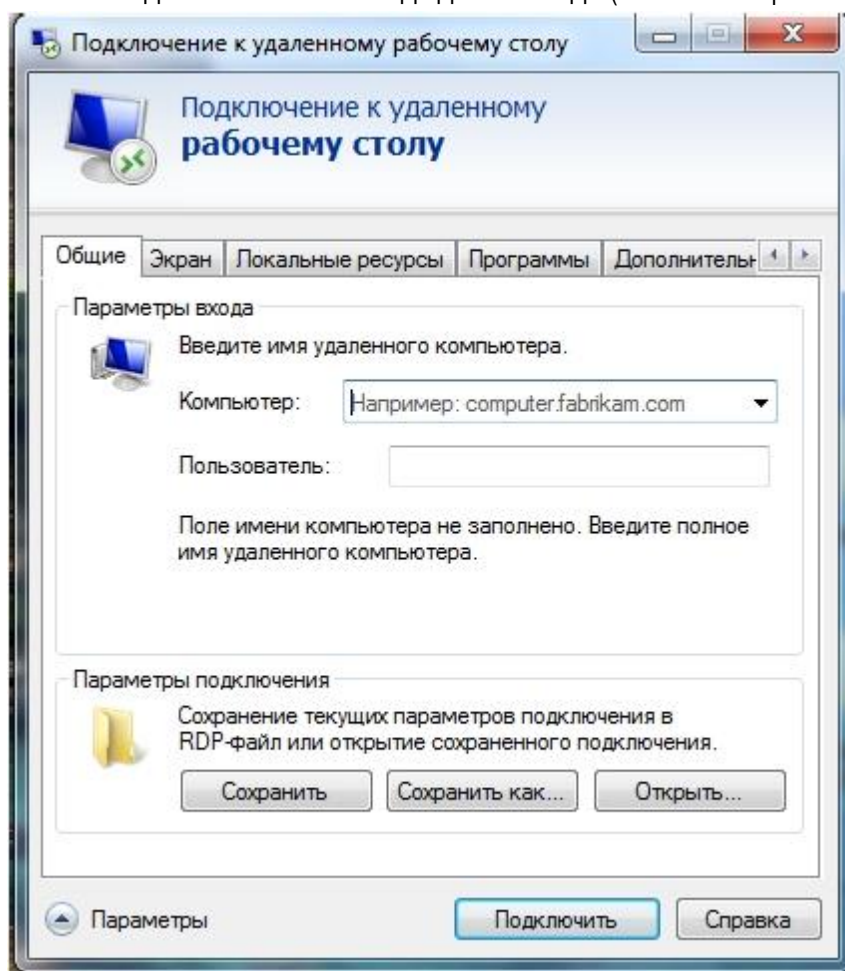 Подключение к удаленному рабочему столу
Подключение к удаленному
рабочему столу
Общие Экран Локальные ресурсы Программы
Параметры входа
Введите имя удаленного компьютера.
Компьютер: Например: computer.fabrikam.com
Пользователь:
Поле имени компьютера не заполнено. Введите полное
имя удаленного компьютера.
Параметры подключения
Сохранение текущих параметров подключения в
RDP-файл или открытие сохраненного подключения.
Сохранить Сохранить как... Открыть...
Параметры Подключить Справка